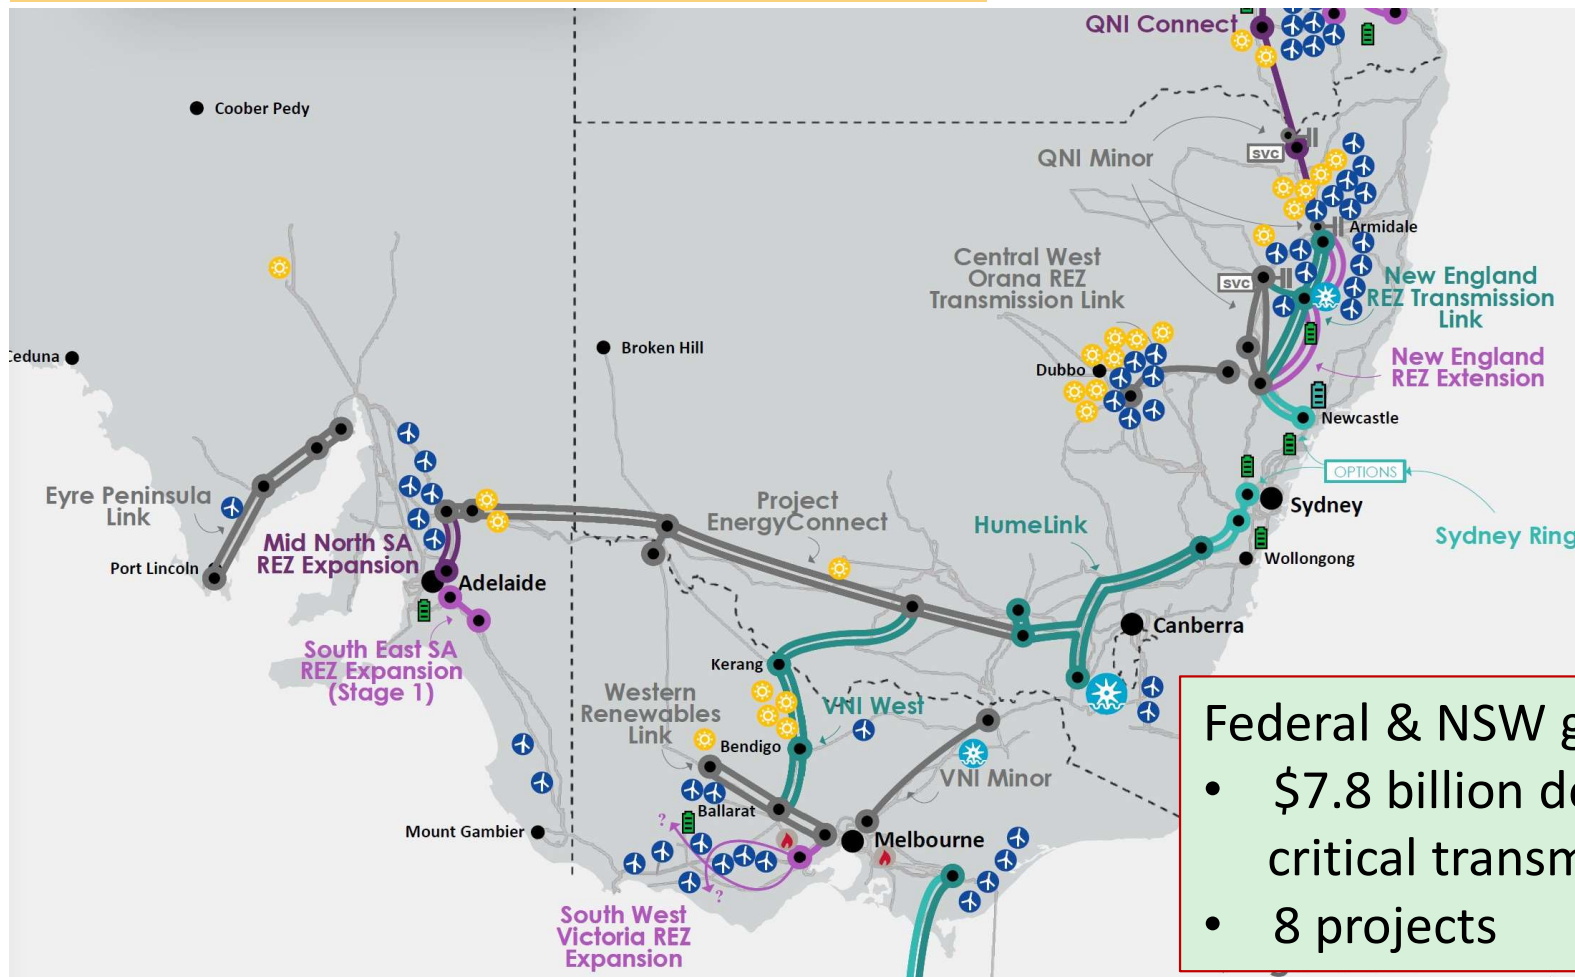 QNI Connect
Coober Pedy
QNI Minor
svc
Armidale
Central West
Orana REZ
Transmission Link
svc
New England
REZ Transmission
Link
Ceduna
Broken Hill
Dubbo
New England
REZ Extension
Newcastle
OPTIONS
Eyre Peninsula
Link
Project
EnergyConnect
HumeLink
Sydney
Sydney Ring
Mid North SA
REZ Expansion
Port Lincoln
Adelaide
Wollongong
Canberra
South East SA
REZ Expansion
(Stage 1)
Kerang
Western
Renewables
Link
VNI West
Bendigo
VNI Minor
Ballarat
Mount Gambier
Melbourne
?
?
South West
Victoria REZ
Expansion
Federal & NSW g
• $7.8 billion d
critical transm
• 8 projects